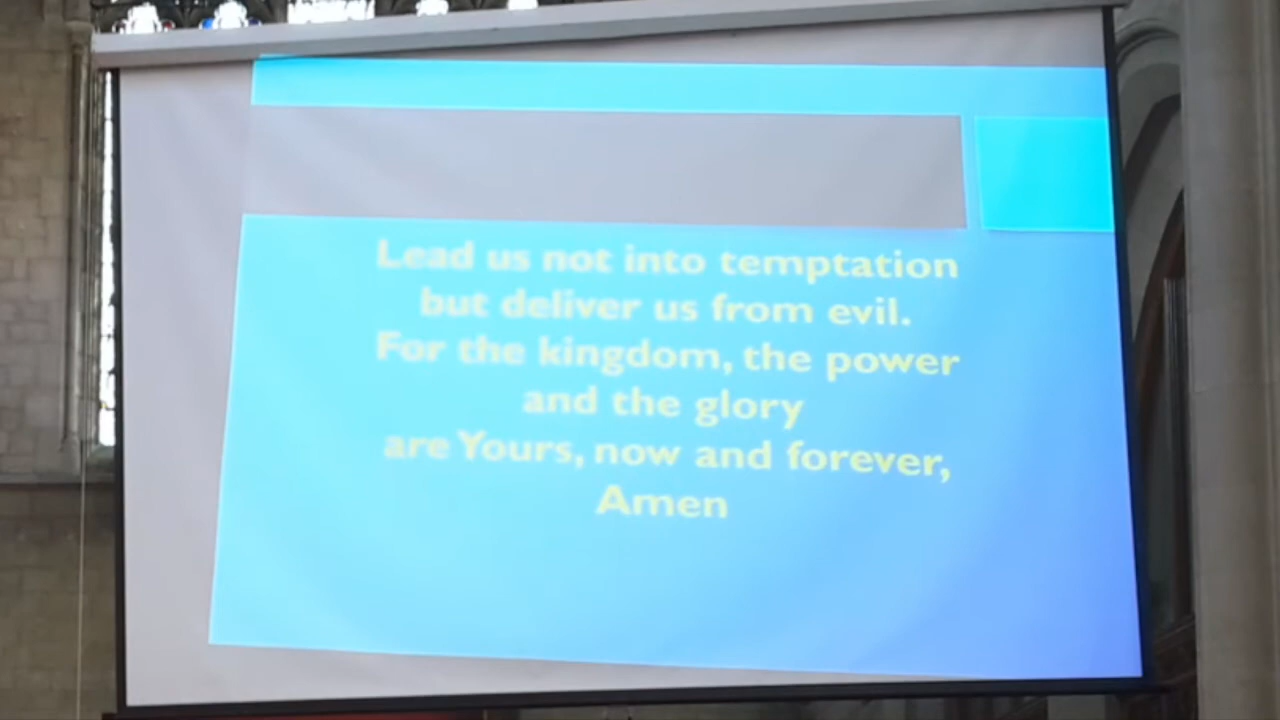 Lead us not into temptation
but deliver us from evil.
For the kingdom, the power
and the glory
are Yours, now and forever,
Amen